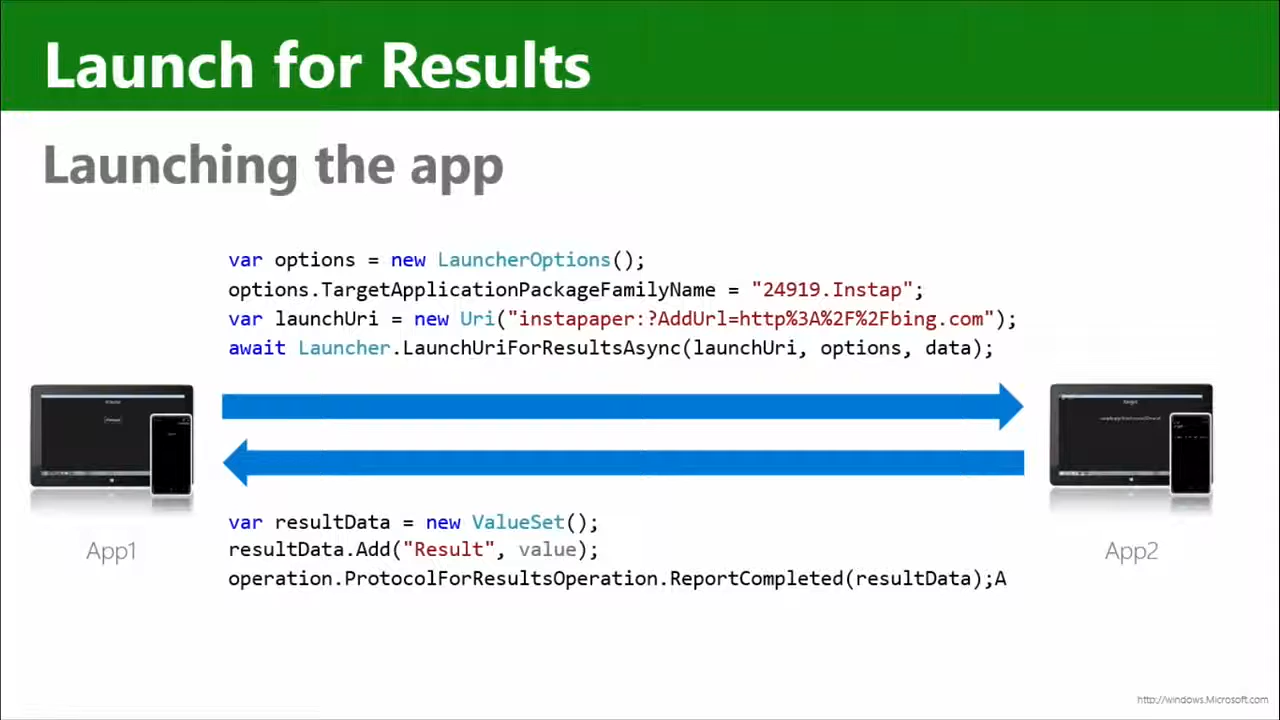 Launch for Results
Launching the app
var options = new LauncherOptions();
options.TargetApplicationPackageFamilyName = "24919.Instap";
var launchUri = new Uri("instapaper:?AddUrl=http%3A%2F%2Fbing.com");
await Launcher.LaunchUriForResultsAsync(launchUri, options, data);
var resultData = new ValueSet();
resultData.Add("Result", value);
operation.ProtocolForResultsOperation.ReportCompleted(resultData);A
App1
App2
http://windows.Microsoft.com